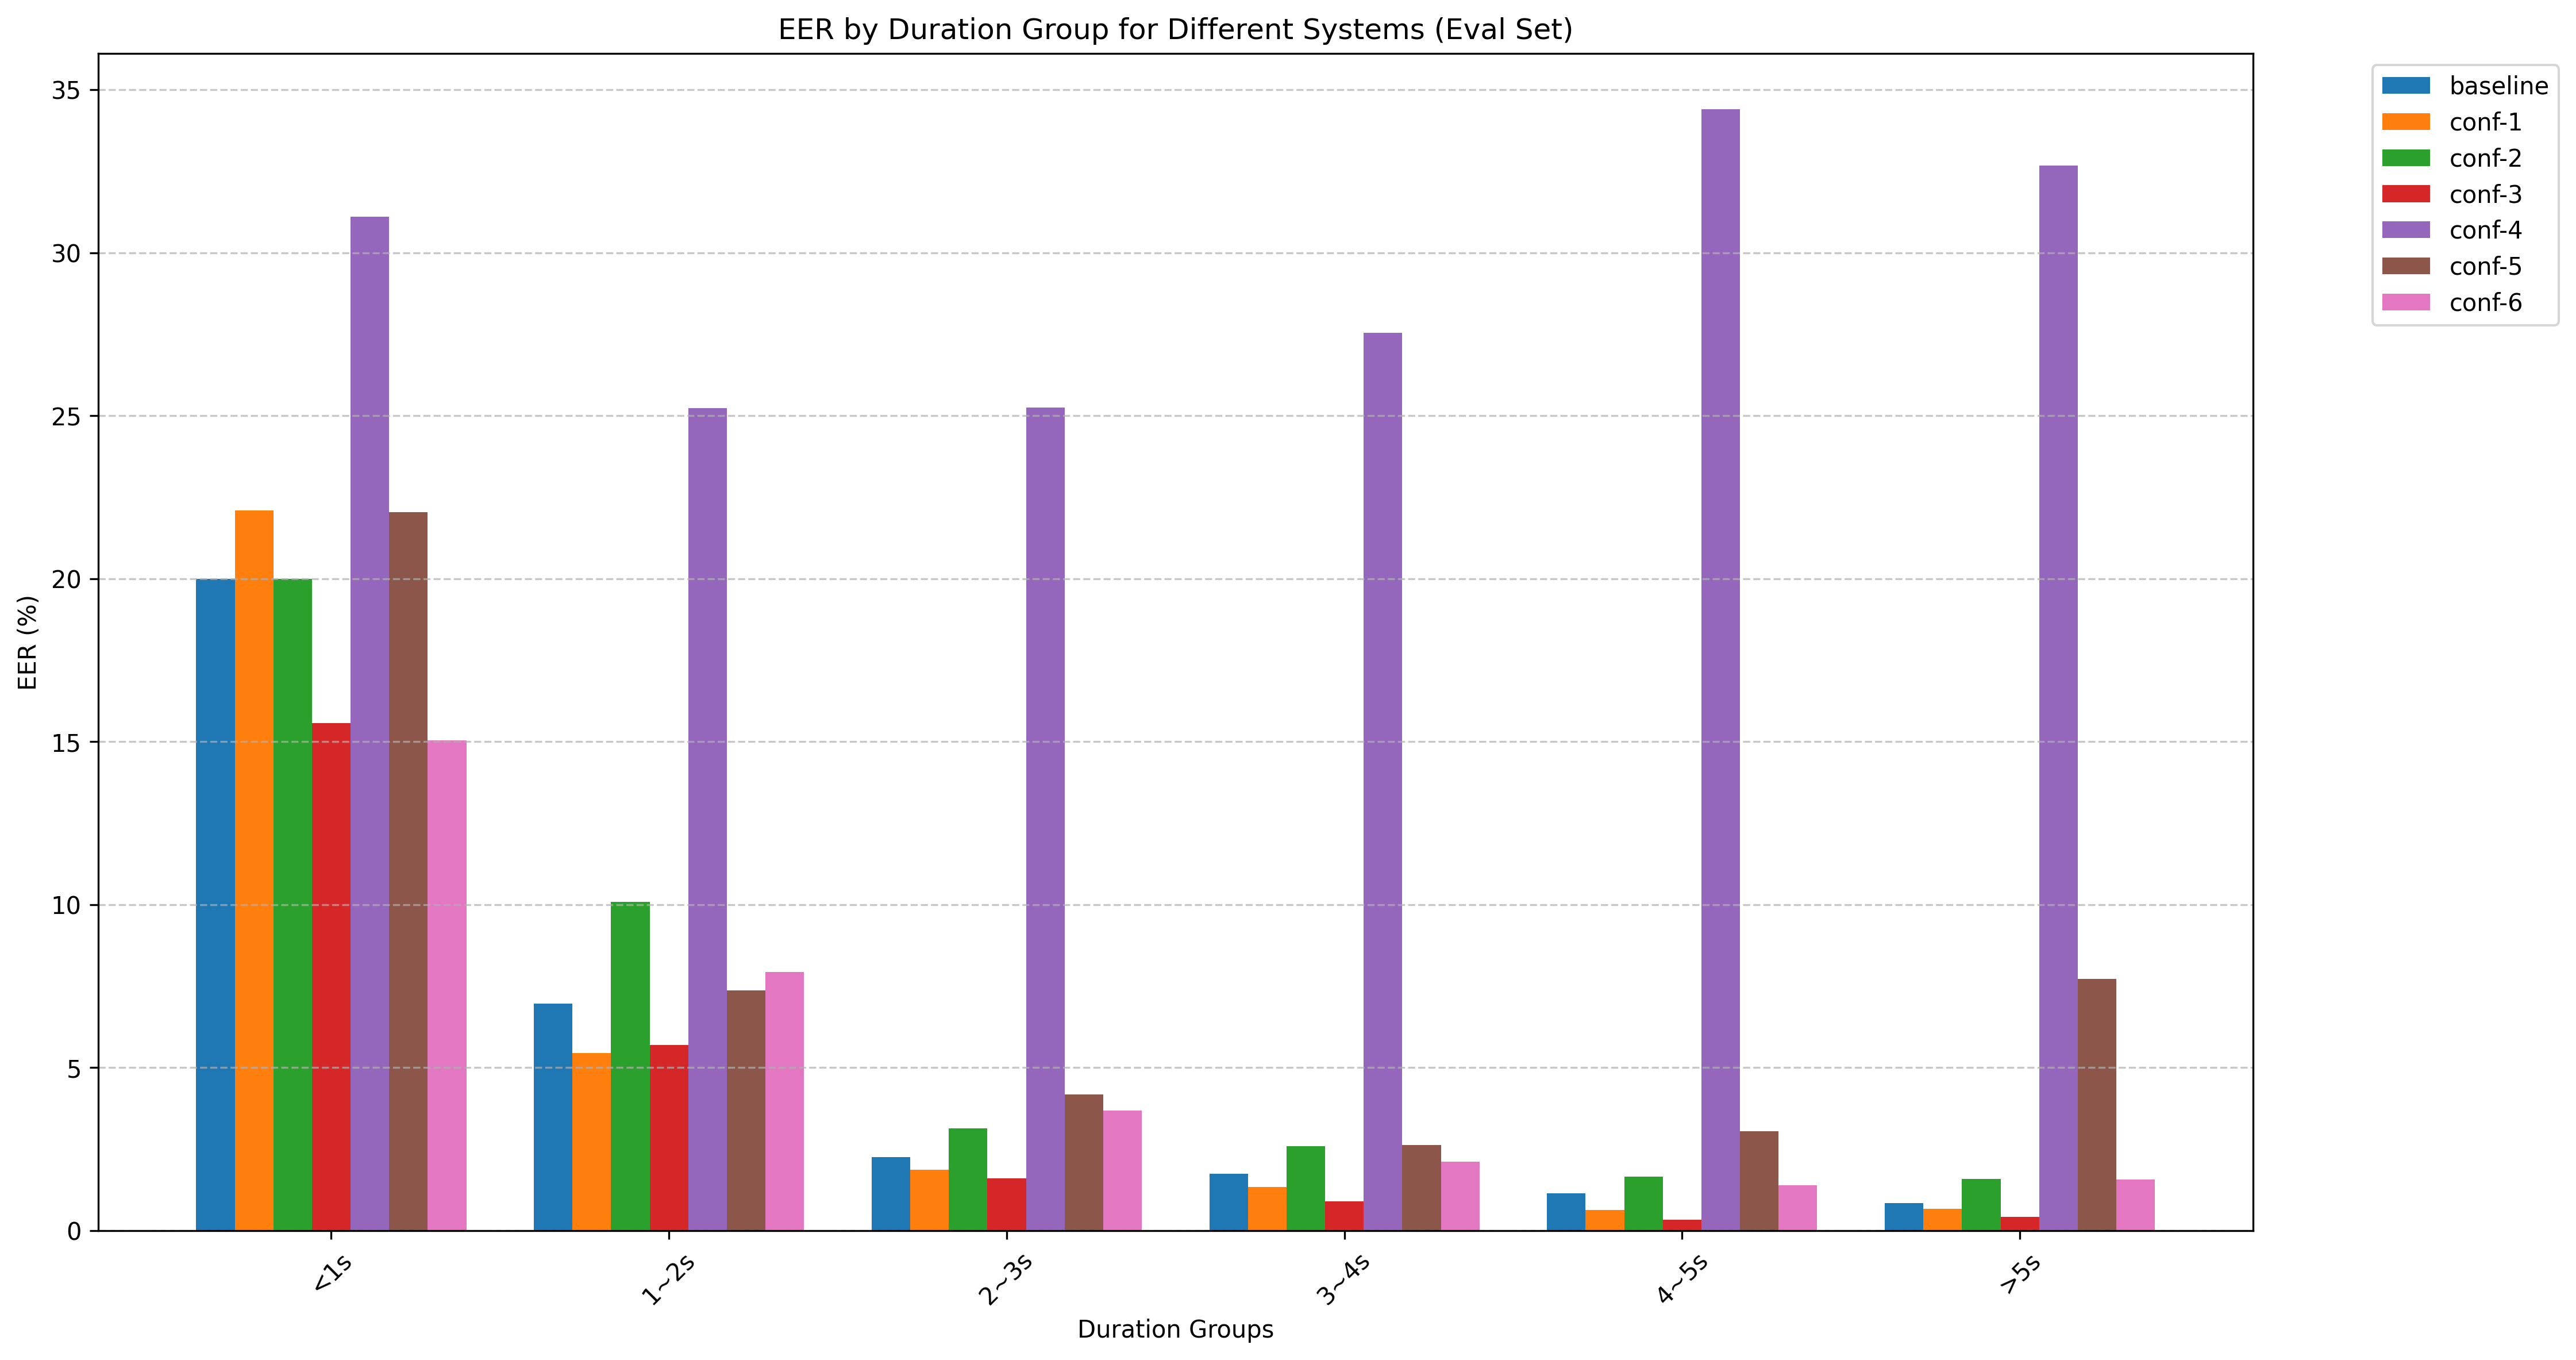 EER by Duration Group for Different Systems (Eval Set)
35
30
25
20
15
10
5
0
EER (%)
<1s
1~2s
2~3s
3~4s
4~5s
>5s
Duration Groups
baseline
conf-1
conf-2
conf-3
conf-4
conf-5
conf-6